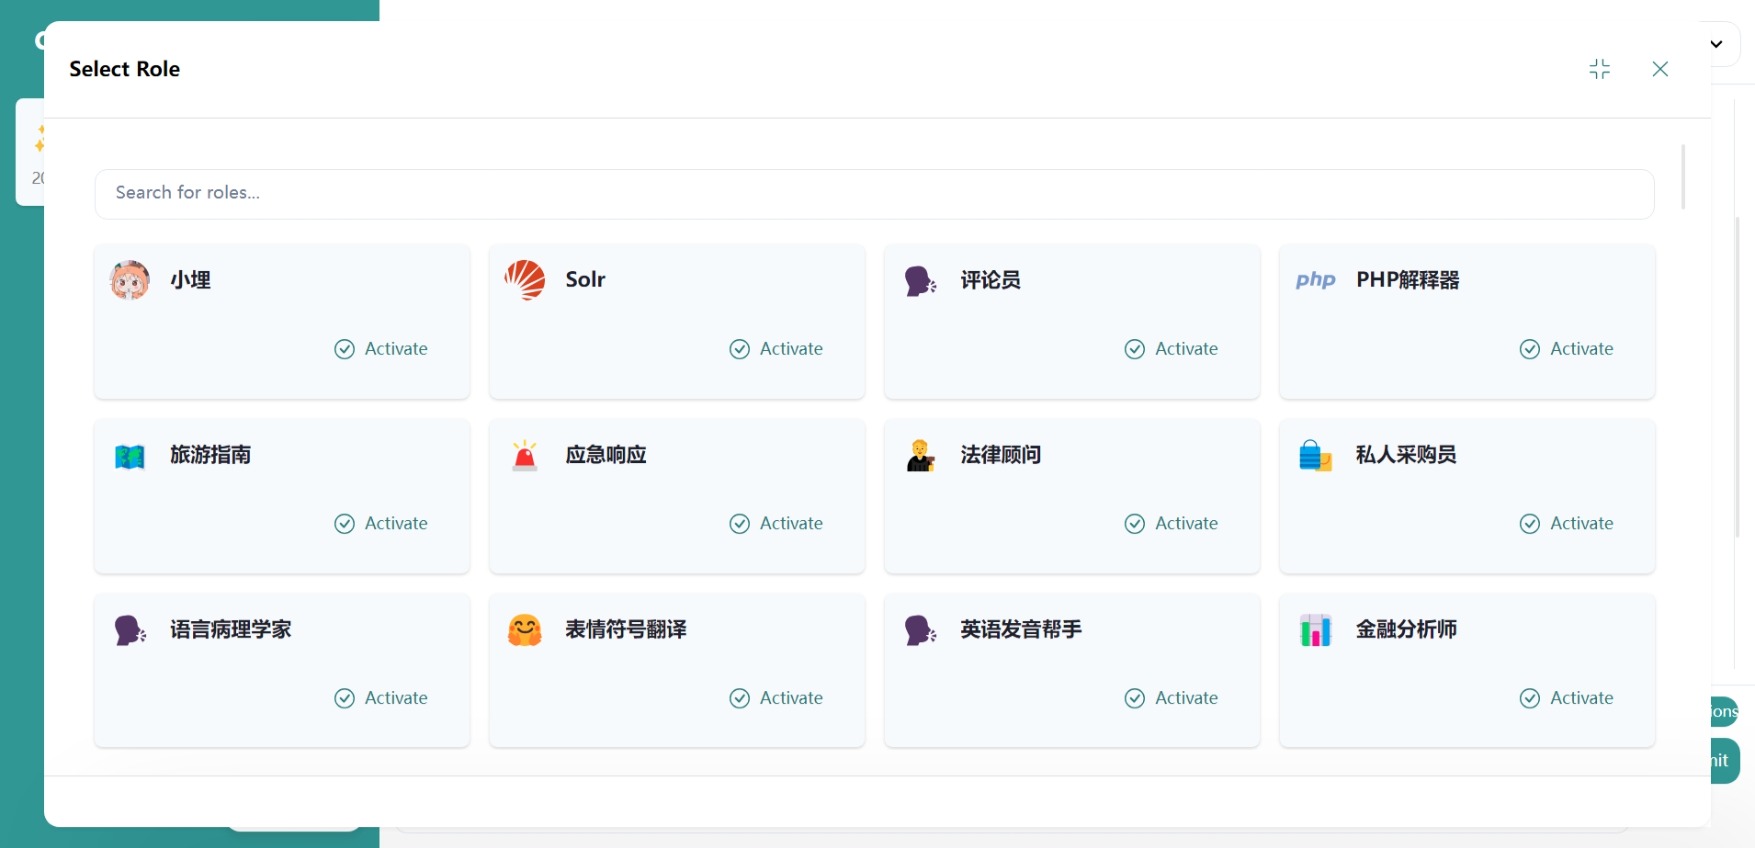 Select Role
20
Search for roles...
小埋
Solr
评论员
php PHP解释器
Activate
Activate
Activate
Activate
旅游指南
应急响应
法律顾问
私人采购员
Activate
Activate
Activate
Activate
语言病理学家
表情符号翻译
英语发音帮手
金融分析师
Activate
Activate
Activate
Activate
ions
mit